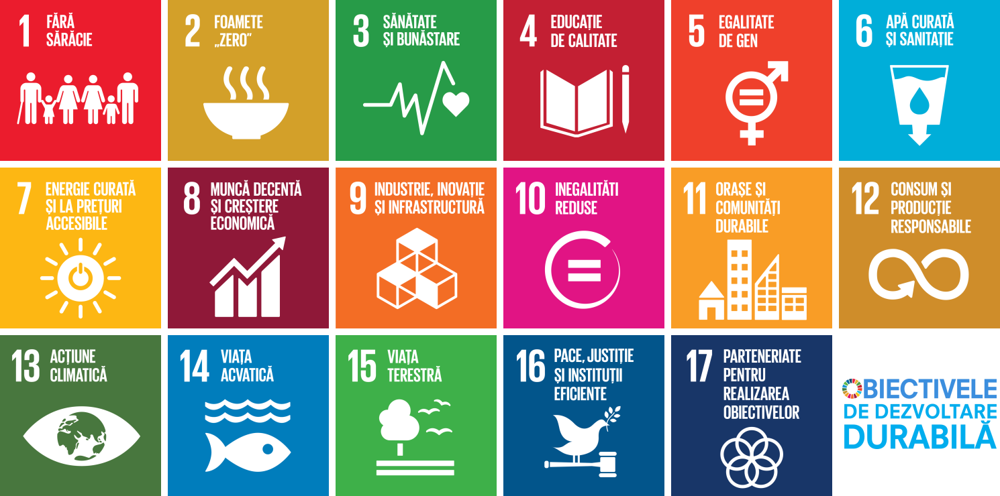 1 FĂRĂ
SĂRĂCIE
2 FOAMETE
„ZERO”
3 SĂNĂTATE
ȘI BUNĂSTARE
4 EDUCAȚIE
DE CALITATE
5 EGALITATE
DE GEN
6 APĂ CURATĂ
ȘI SANITAȚIE
7 ENERGIE CURATĂ
ȘI LA PREȚURI
ACCESIBILE
8 MUNCĂ DECENTĂ
ȘI CREȘTERE
ECONOMICĂ
9 INDUSTRIE, INOVAȚIE
ȘI INFRASTRUCTURĂ
10 INEGALITĂTI
REDUSE
11 ORAȘE ȘI
COMUNITĂȚI
DURABILE
12 CONSUM ȘI
PRODUCȚIE
RESPONSABILE
13 ACȚIUNE
CLIMATICĂ
14 VIAȚA
ACVATICĂ
15 VIAȚA
TERESTRĂ
16 PACE, JUSTIȚIE
ȘI INSTITUȚII
EFICIENTE
17 PARTENERIATE
PENTRU
REALIZAREA
OBIECTIVELOR
OBIECTIVELE
DE DEZVOLTARE
DURABILĂ